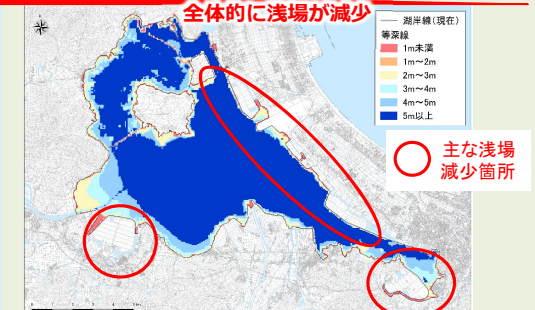 全体的に浅場が減少
湖岸線(現在)
等深線
1m未満
1m~2m
2m~3m
3m~4m
4m~5m
5m以上
主な浅場
減少箇所